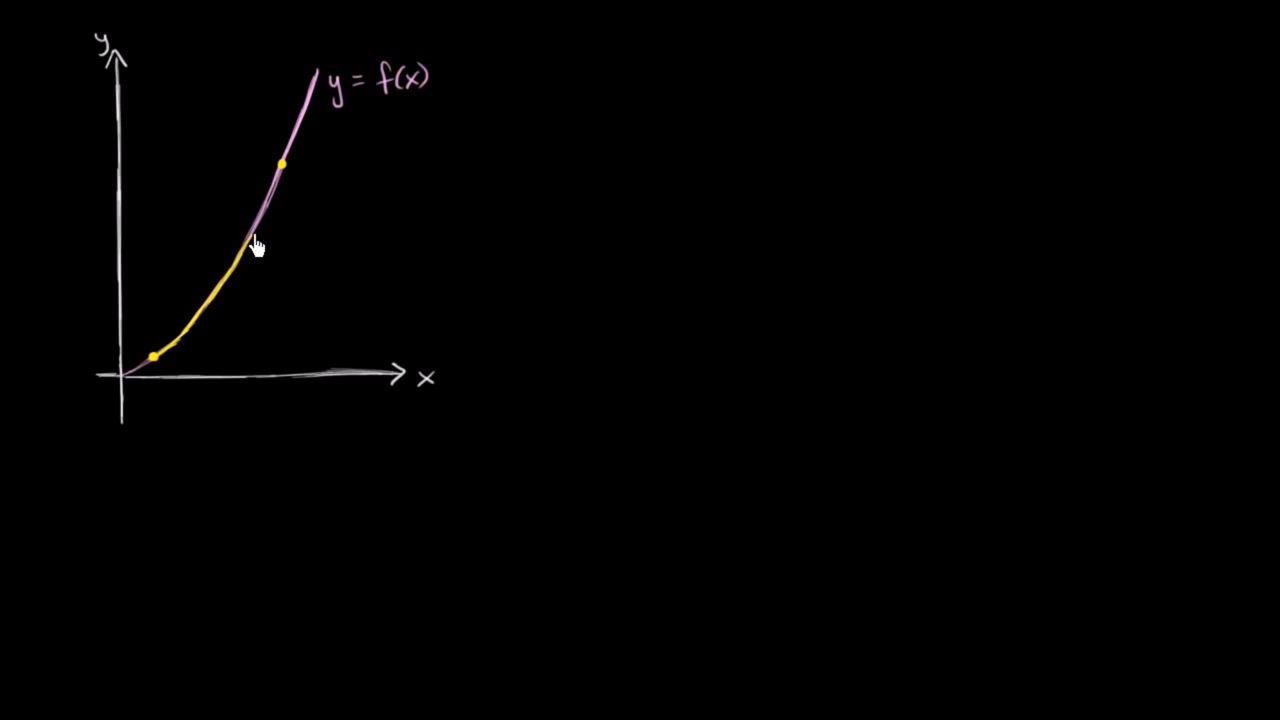 y
y = f(x)
x